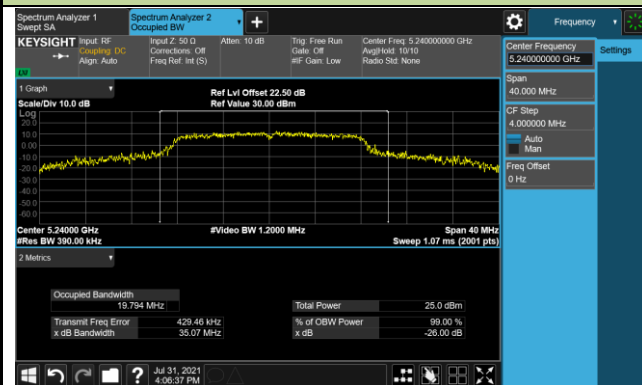 Spectrum Analyzer 1
Swept SA
Spectrum Analyzer 2
Occupied BW
Frequency
KEYSIGHT
Input: RF
Coupling: DC
Align: Auto
Input Z: 50 Ω
Corrections: Off
Freq Ref: Int (S)
Atten: 10 dB
Trig: Free Run
Gate: Off
#IF Gain: Low
Center Freq: 5.240000000 GHz
Avg|Hold: 10/10
Radio Std: None
Center Frequency
5.240000000 GHz
Settings
Span
40.000 MHz
CF Step
4.000000 MHz
Auto
Man
Freq Offset
0 Hz
1 Graph
Scale/Div 10.0 dB
Ref Lvl Offset 22.50 dB
Ref Value 30.00 dBm
Log
20.0
10.0
0.00
-10.0
-20.0
-30.0
-40.0
-50.0
-60.0
Center 5.24000 GHz
#Res BW 390.00 kHz
#Video BW 1.2000 MHz
Span 40 MHz
Sweep 1.07 ms (2001 pts)
2 Metrics
Occupied Bandwidth
19.794 MHz
Total Power 25.0 dBm
Transmit Freq Error 429.46 kHz
% of OBW Power 99.00 %
x dB Bandwidth 35.07 MHz
x dB -26.00 dB
Jul 31, 2021
4:06:37 PM